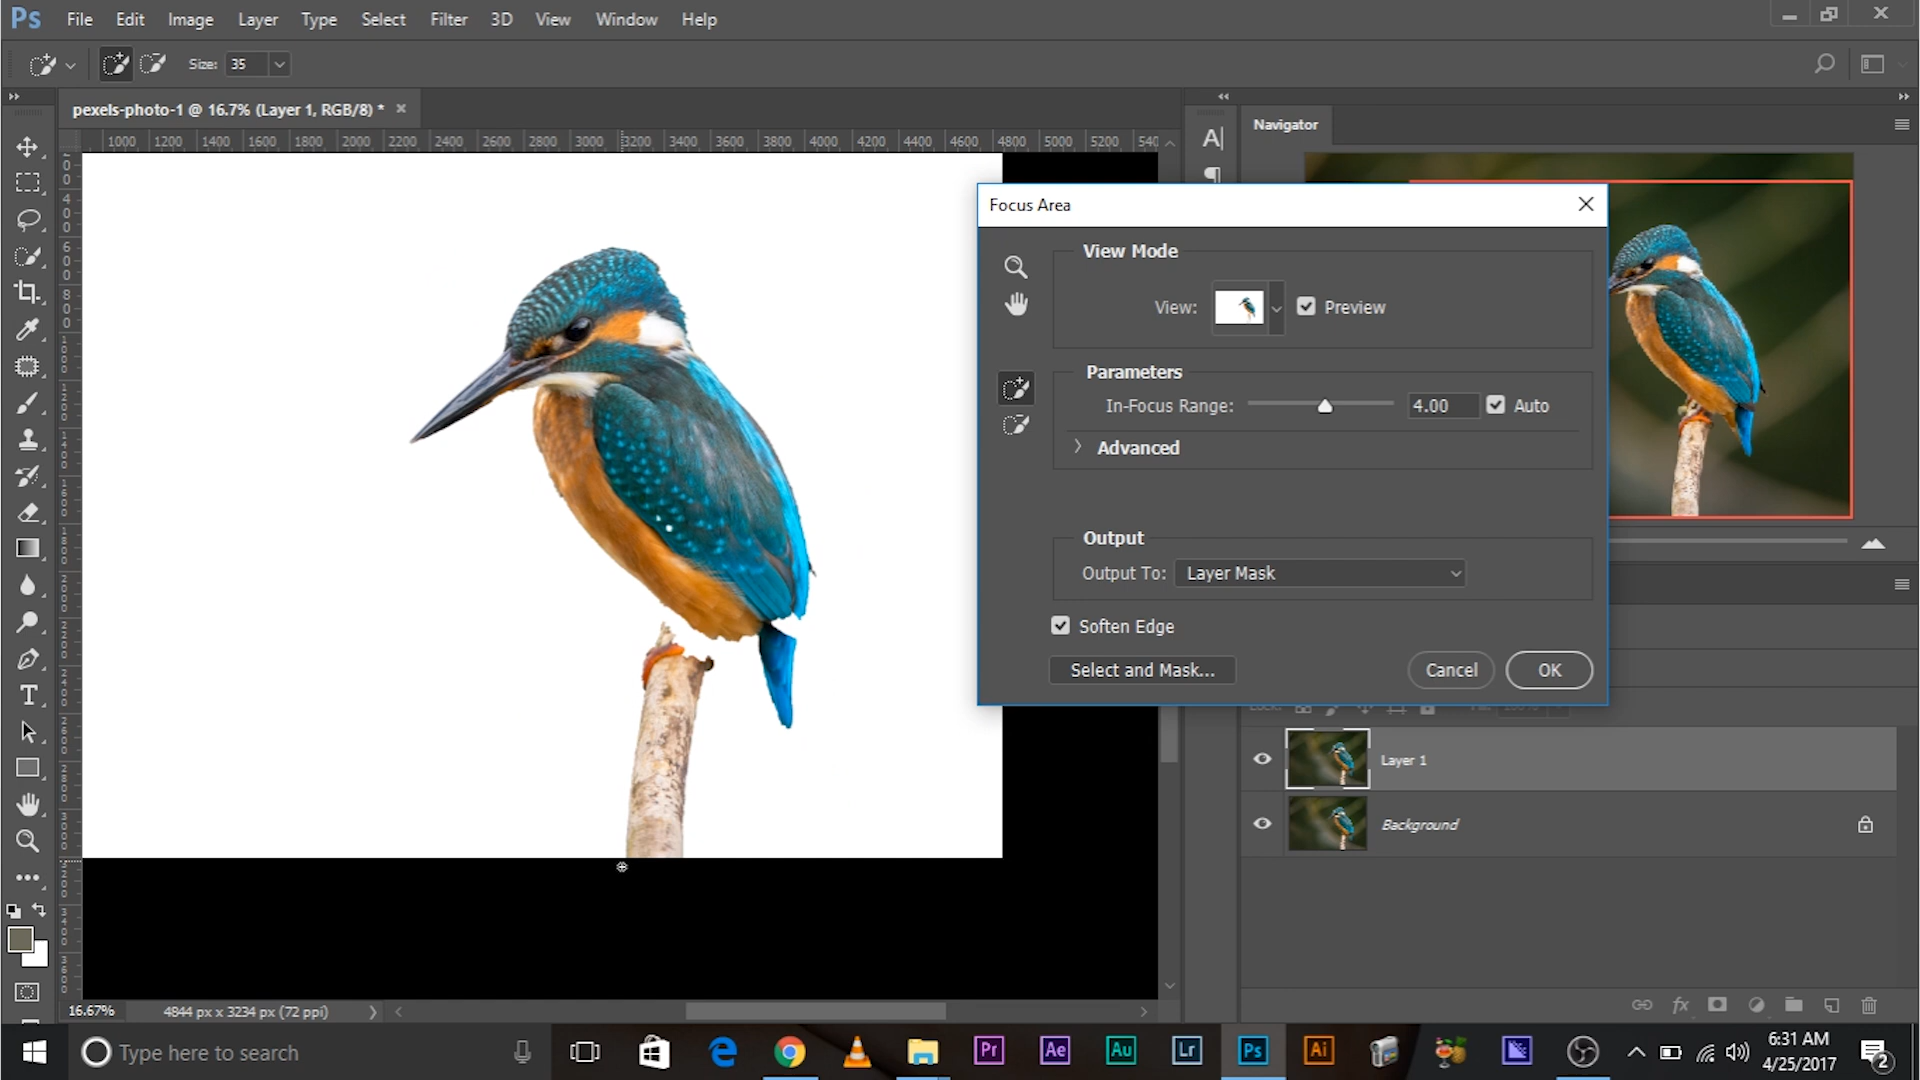 Ps File Edit Image Layer Type Select Filter 3D View Window Help
Size: 35
pexels-photo-1 @ 16.7% (Layer 1, RGB/8) *
1000 1200 1400 1600 1800 2000 2200 2400 2600 2800 3000 3200 3400 3600 3800 4000 4200 4400 4600 4800 5000 5200 540
Navigator
Focus Area
View Mode
View: Preview
Parameters
In-Focus Range: 4.00 Auto
Advanced
Output
Output To: Layer Mask
Soften Edge
Select and Mask... Cancel OK
Layer 1
Background
16.67% 4844 px x 3234 px (72 ppi)
Type here to search
Pr Ae Au Lr Ps Ai
6:31 AM
4/25/2017
2